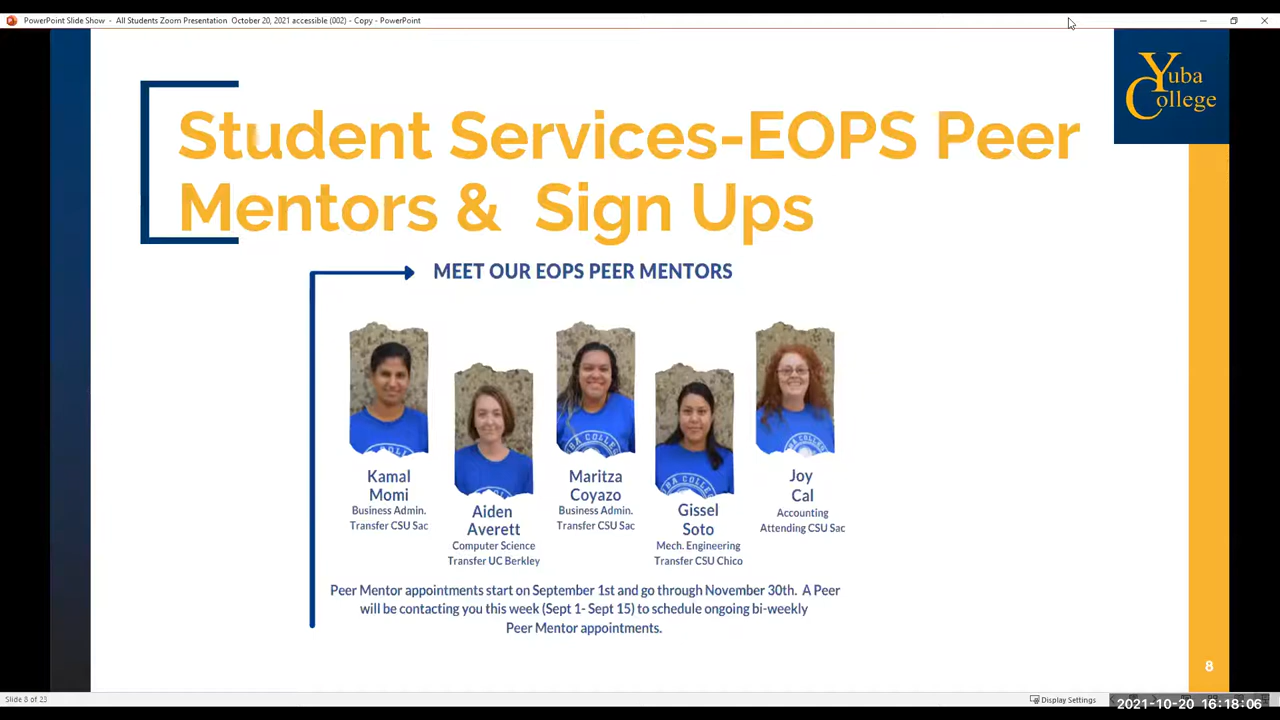 PowerPoint Slide Show - All Students Zoom Presentation October 20, 2021 accessible (002) - Copy - PowerPoint
Yuba
College
Student Services-EOPS Peer
Mentors & Sign Ups
MEET OUR EOPS PEER MENTORS
Kamal
Momi
Business Admin.
Transfer CSU Sac
Aiden
Averett
Computer Science
Transfer UC Berkley
Maritza
Coyazo
Business Admin.
Transfer CSU Sac
Gissel
Soto
Mech. Engineering
Transfer CSU Chico
Joy
Cal
Accounting
Attending CSU Sac
Peer Mentor appointments start on September 1st and go through November 30th. A Peer
will be contacting you this week (Sept 1- Sept 15) to schedule ongoing bi-weekly
Peer Mentor appointments.
8
Slide 8 of 23
Display Settings
2021-10-20 16:18:06